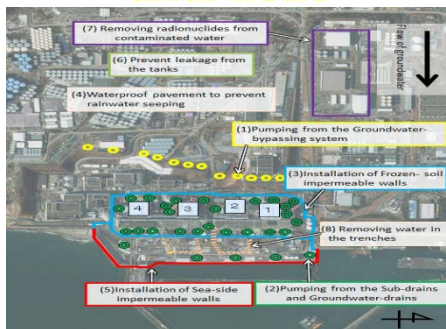 (7) Removing radionuclides from
contaminated water
(6) Prevent leakage from
the tanks
(4)Waterproof pavement to prevent
rainwater seeping
Flow of groundwater
(1)Pumping from the Groundwater-
bypassing system
(3)Installation of Frozen- soil
impermeable walls
4 3 2 1
(8) Removing water in
the trenches
(5)Installation of Sea-side
impermeable walls
(2)Pumping from the Sub-drains
and Groundwater-drains